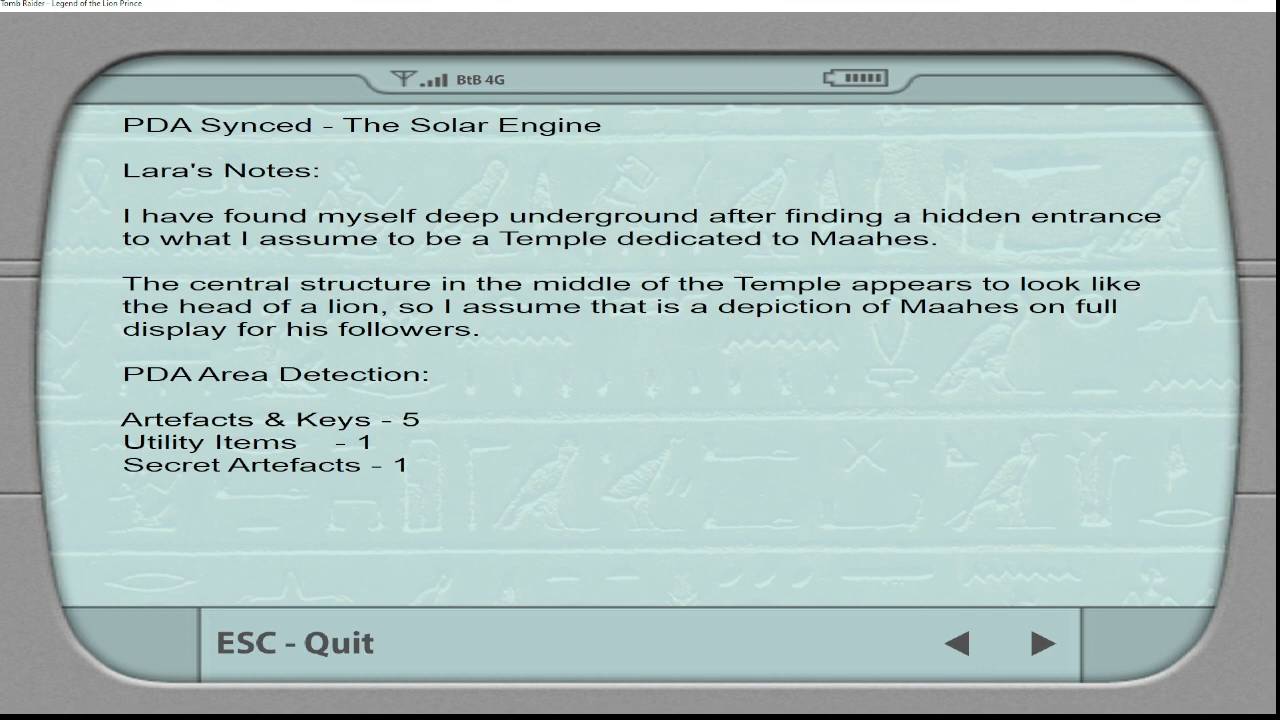 Tomb Raider - Legend of the Lion Prince
BtB 4G
PDA Synced - The Solar Engine
Lara's Notes:
I have found myself deep underground after finding a hidden entrance
to what I assume to be a Temple dedicated to Maahes.
The central structure in the middle of the Temple appears to look like
the head of a lion, so I assume that is a depiction of Maahes on full
display for his followers.
PDA Area Detection:
Artefacts & Keys - 5
Utility Items - 1
Secret Artefacts - 1
ESC - Quit